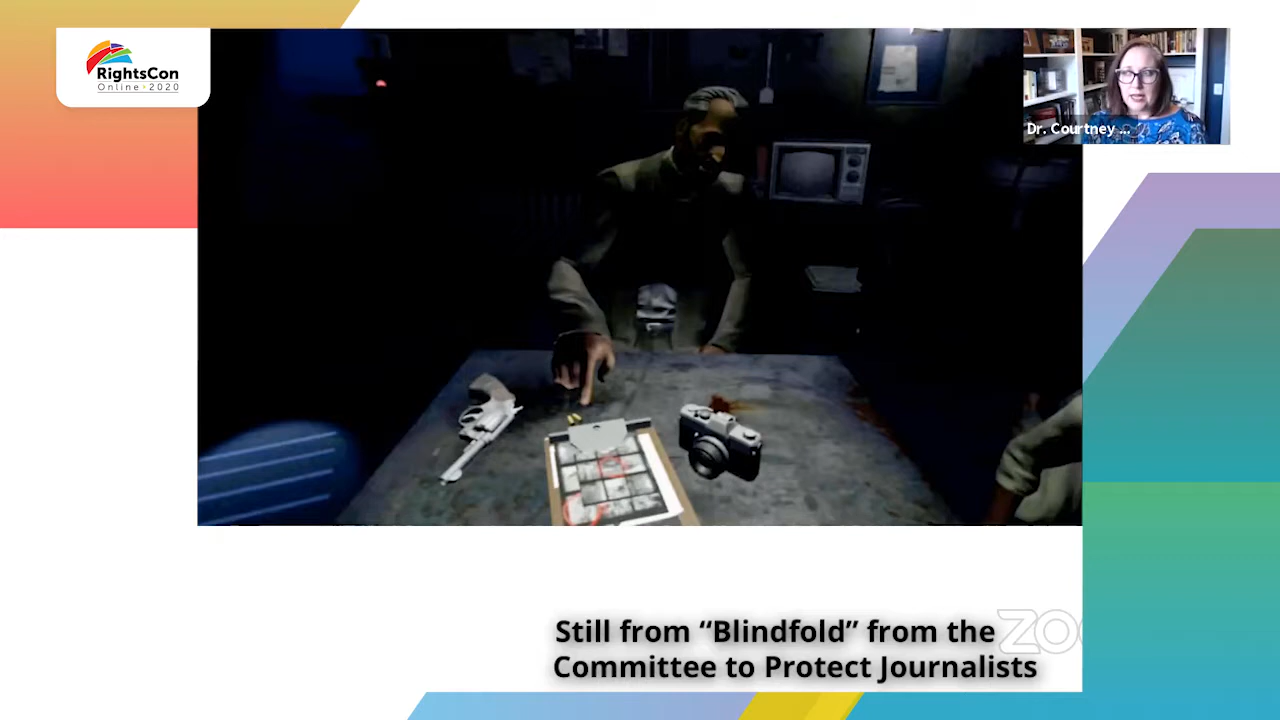 RightsCon
Online 2020
Dr. Courtney ...
Still from “Blindfold” from the
Committee to Protect Journalists